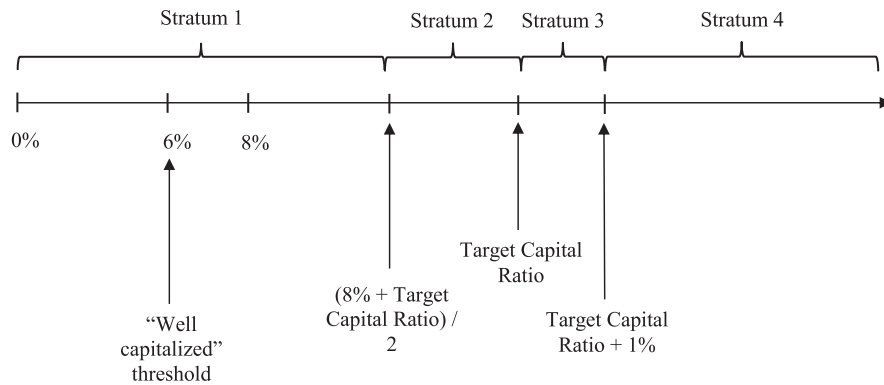 Stratum 1
Stratum 2
Stratum 3
Stratum 4
0%
6%
8%
Target Capital
Ratio
(8% + Target
Capital Ratio) /
2
Target Capital
Ratio + 1%
“Well
capitalized”
threshold